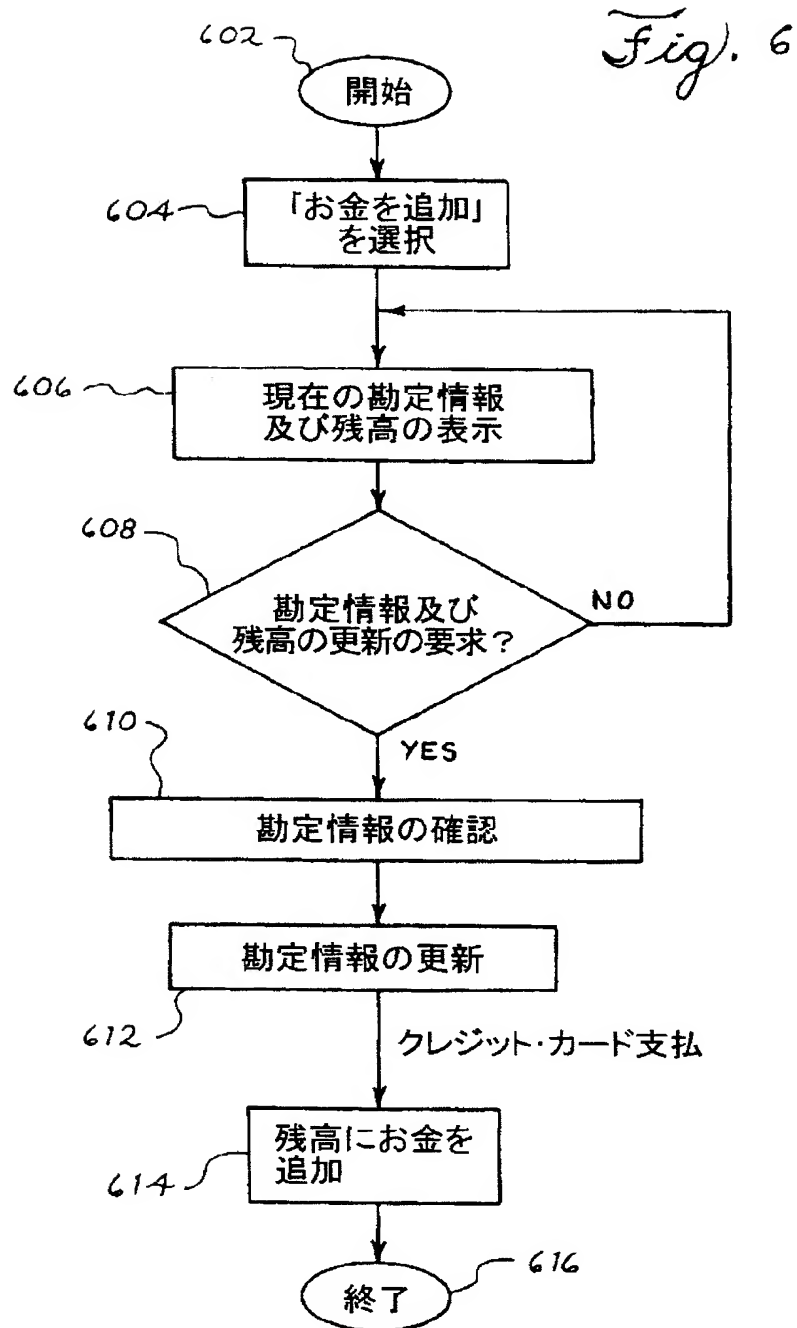 Fig. 6
602
開始
604
「お金を追加」
を選択
606
現在の勘定情報
及び残高の表示
608
勘定情報及び
残高の更新の要求？
NO
YES
610
勘定情報の確認
勘定情報の更新
612
クレジット・カード支払
残高にお金を
追加
614
616
終了